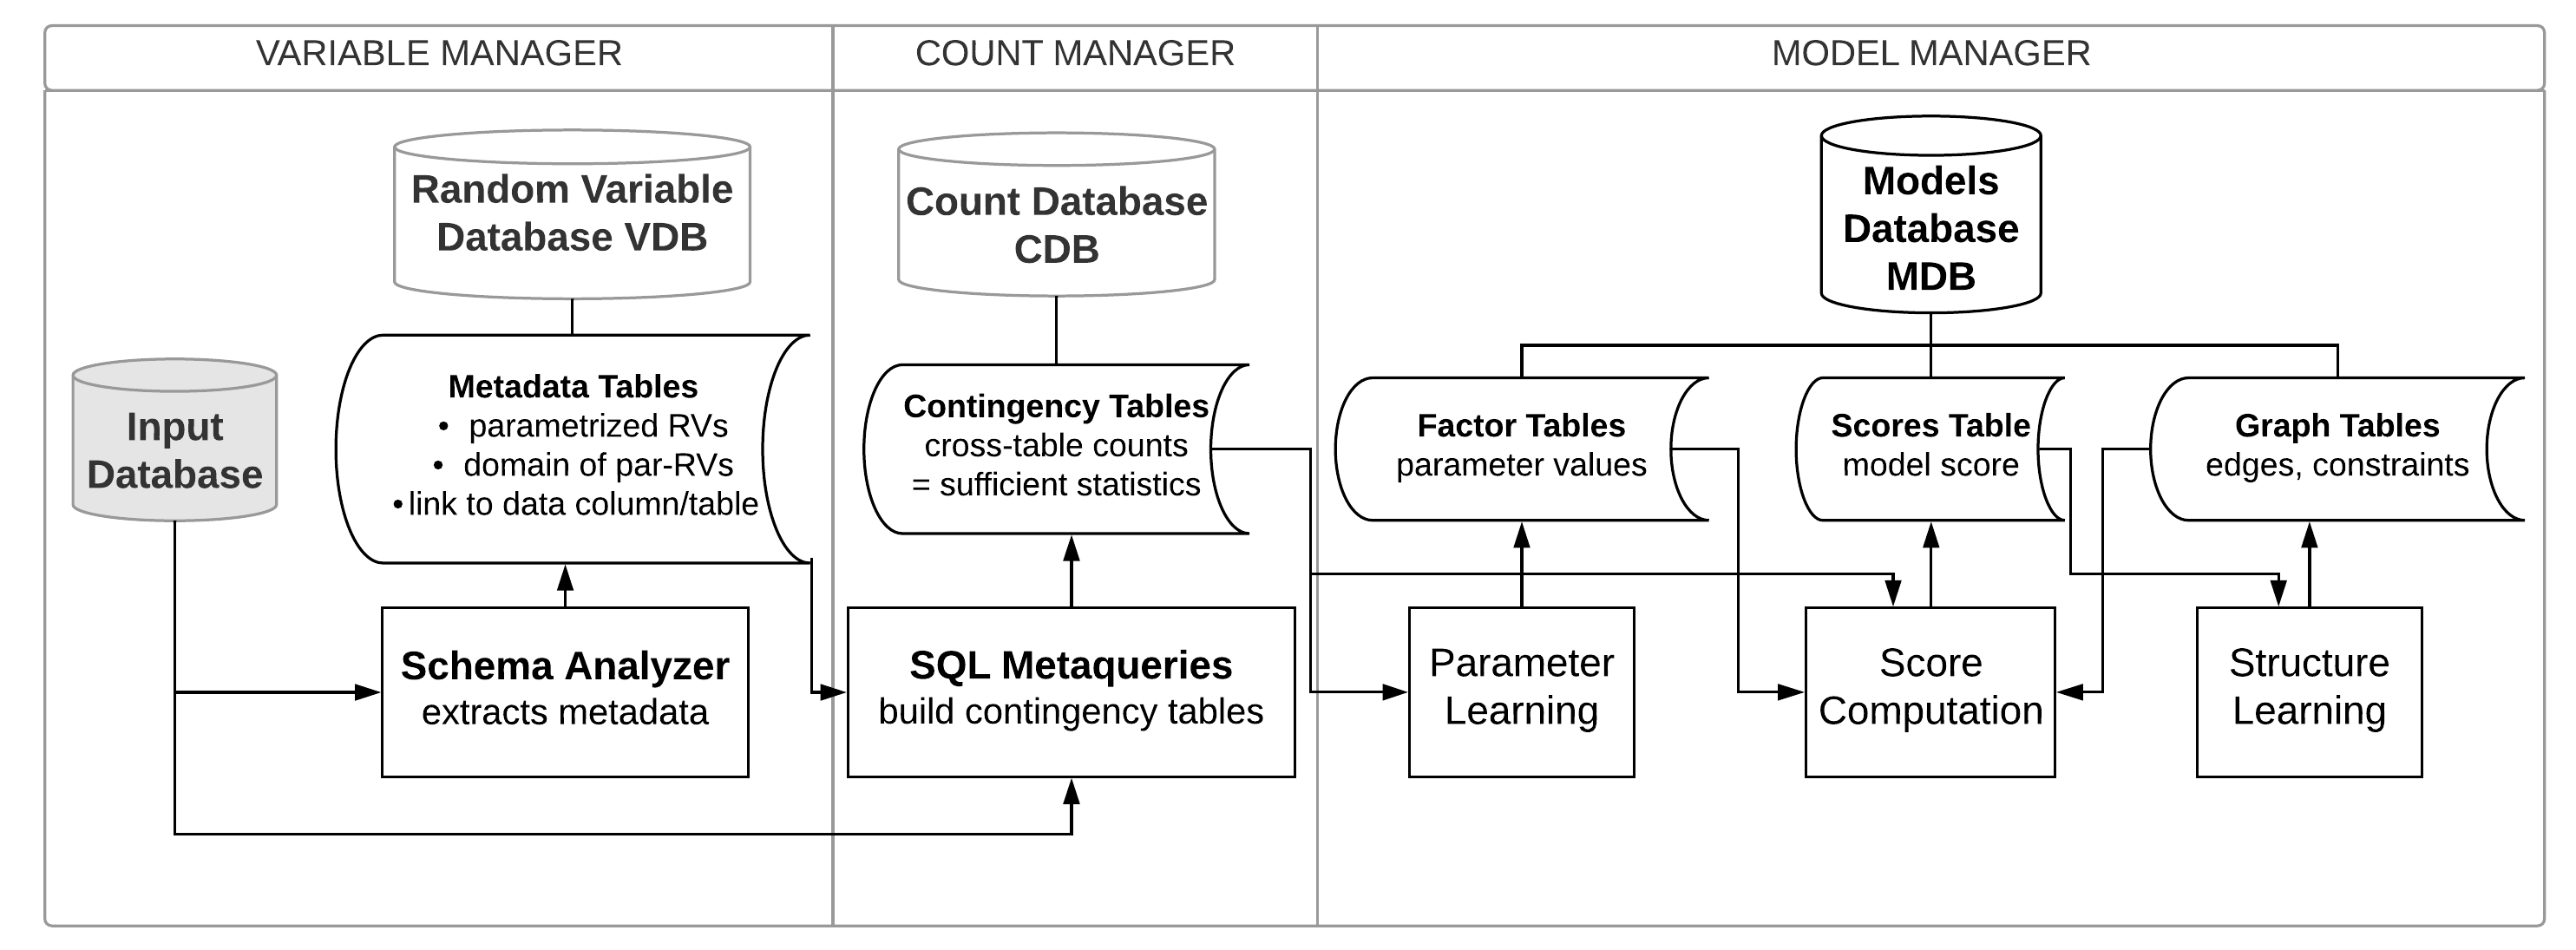 VARIABLE MANAGER
COUNT MANAGER
MODEL MANAGER
Random Variable
Database VDB
Count Database
CDB
Models
Database
MDB
Input
Database
Metadata Tables
• parametrized RVs
• domain of par-RVs
• link to data column/table
Contingency Tables
cross-table counts
= sufficient statistics
Factor Tables
parameter values
Scores Table
model score
Graph Tables
edges, constraints
Schema Analyzer
extracts metadata
SQL Metaqueries
build contingency tables
Parameter
Learning
Score
Computation
Structure
Learning